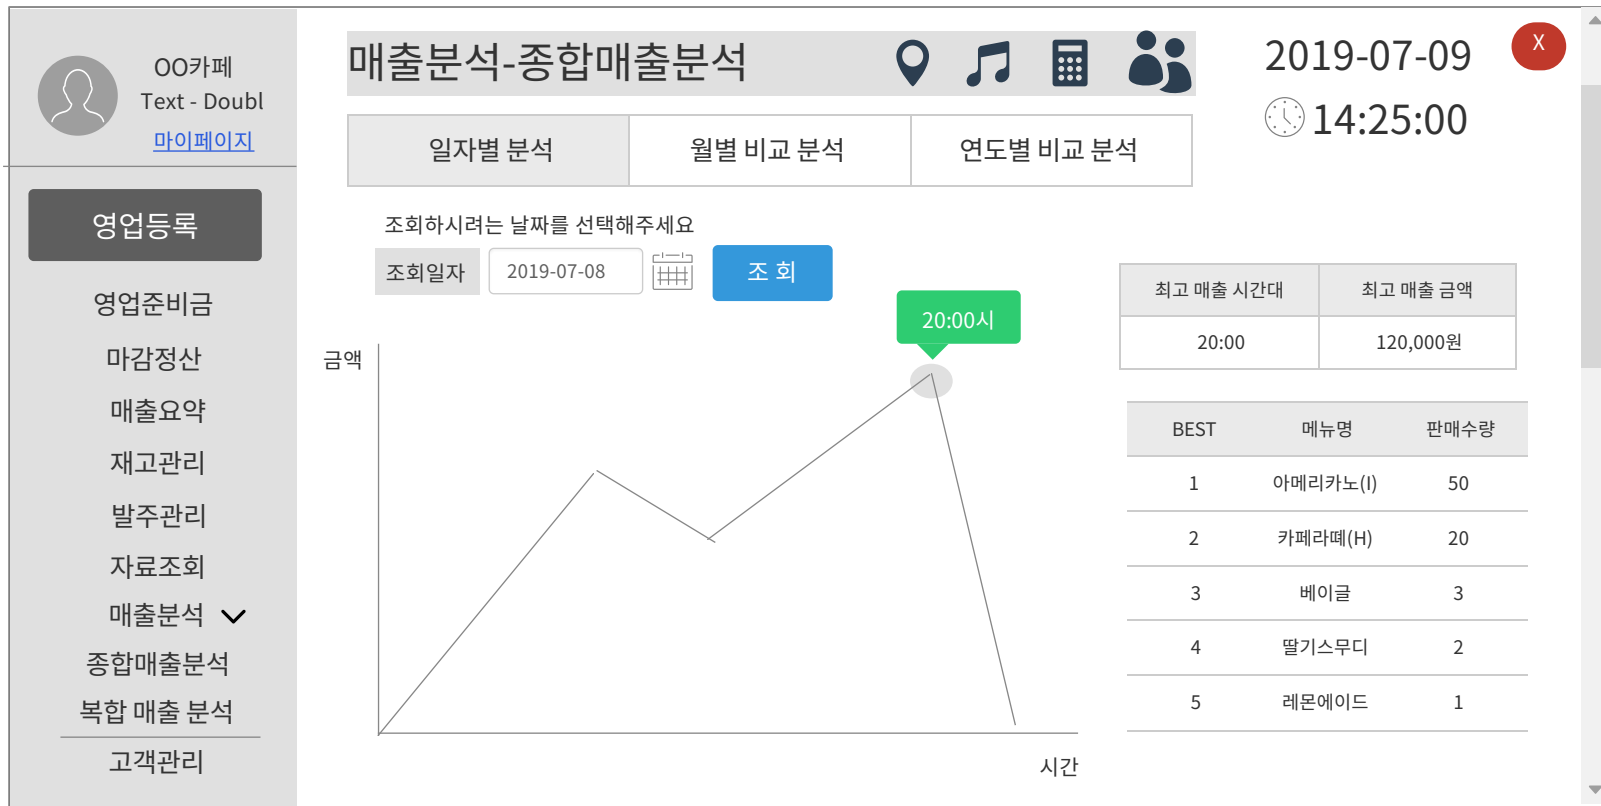 OO카페
Text - Doubl
마이페이지
영업등록
영업준비금
마감정산
매출요약
재고관리
발주관리
자료조회
매출분석
종합매출분석
복합 매출 분석
고객관리
매출분석-종합매출분석
2019-07-09
X
14:25:00
일자별 분석
월별 비교 분석
연도별 비교 분석
조회하시려는 날짜를 선택해주세요
조회일자
2019-07-08
조 회
20:00시
금액
시간
최고 매출 시간대 최고 매출 금액
20:00 120,000원
BEST 메뉴명 판매수량
1 아메리카노(I) 50
2 카페라떼(H) 20
3 베이글 3
4 딸기스무디 2
5 레몬에이드 1